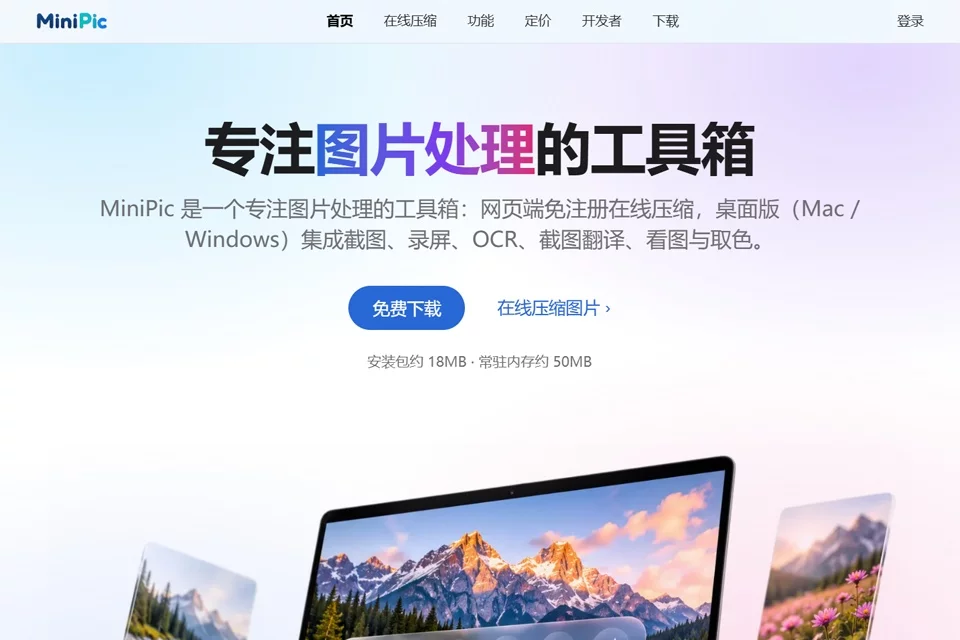 MiniPic
首页
在线压缩
功能
定价
开发者
下载
登录
专注图片处理的工具箱
MiniPic 是一个专注图片处理的工具箱：网页端免注册在线压缩，桌面版（Mac /
Windows）集成截图、录屏、OCR、截图翻译、看图与取色。
免费下载
在线压缩图片 ›
安装包约 18MB · 常驻内存约 50MB